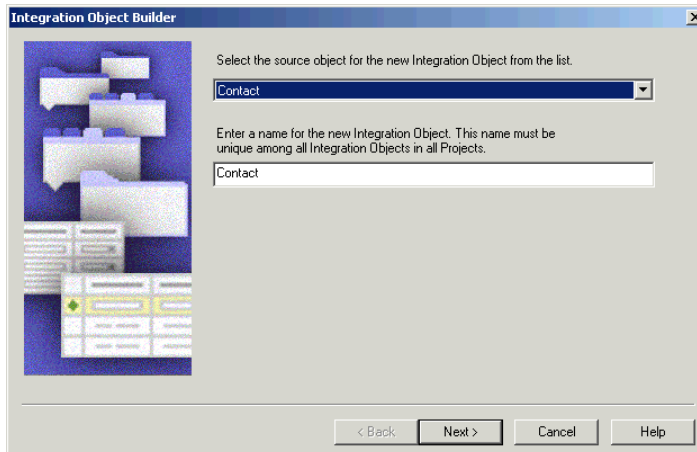 Integration Object Builder
Select the source object for the new Integration Object from the list.
Contact
Enter a name for the new Integration Object. This name must be
unique among all Integration Objects in all Projects.
Contact
< Back
Next >
Cancel
Help